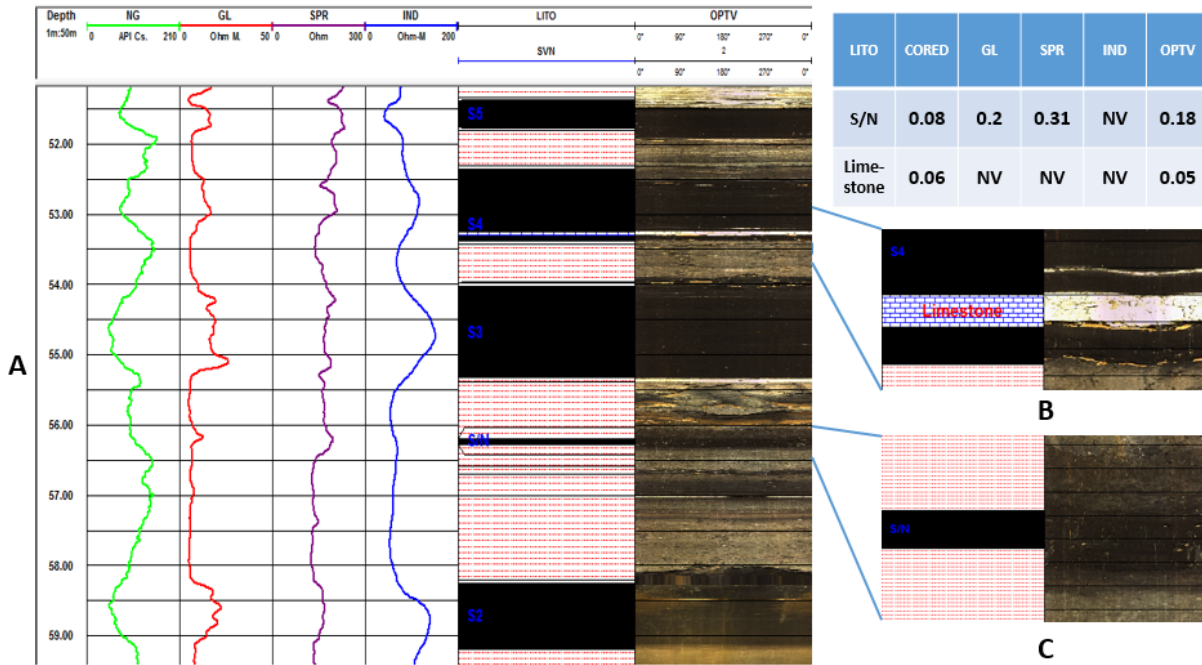 Depth NG GL SPR IND LITO OPTV
1m:50m 0 API Cs. 210 0 Ohm M. 50 0 Ohm 300 0 Ohm-M 200 0° 90° 180° 270° 0°
SVN 2
0° 90° 180° 270° 0°
S5
52.00
53.00
S4
54.00
S3
55.00
56.00
S/N
57.00
58.00
S2
59.00
A
LITO CORED GL SPR IND OPTV
S/N 0.08 0.2 0.31 NV 0.18
Lime-
stone 0.06 NV NV NV 0.05
S4
Limestone
B
S/N
C